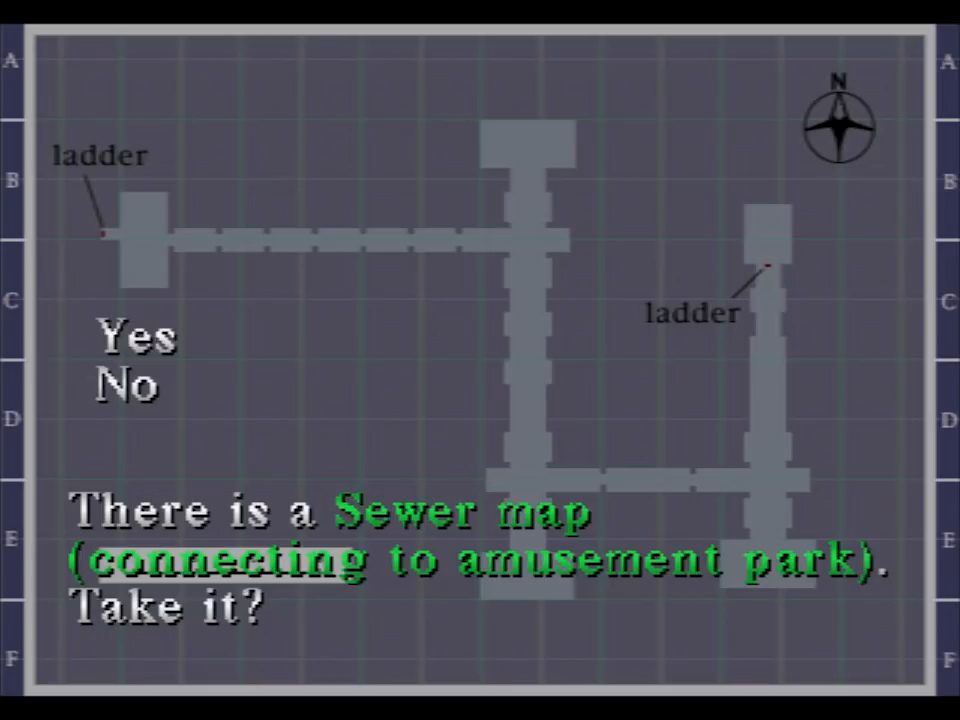 N
A A
ladder
B B
C C
ladder
Yes
No
D D
There is a Sewer map
(connecting to amusement park).
E E
Take it?
F F